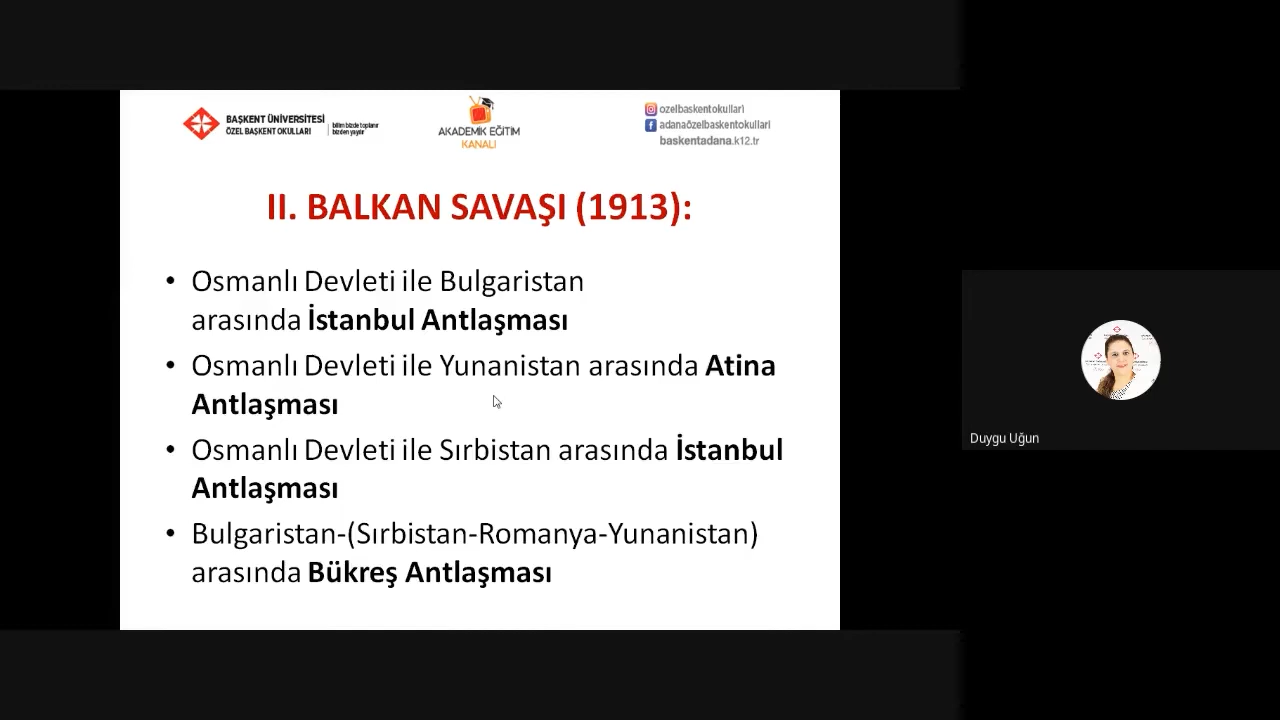 BAŞKENT ÜNİVERSİTESİ
ÖZEL BAŞKENT OKULLARI
bilim bizde toplanır
bizden yayılır
AKADEMİK EĞİTİM
KANALI
ozelbaskentokullari
adanaözelbaskentokullari
baskentadana.k12.tr
II. BALKAN SAVAŞI (1913):
• Osmanlı Devleti ile Bulgaristan
arasında İstanbul Antlaşması
• Osmanlı Devleti ile Yunanistan arasında Atina
Antlaşması
• Osmanlı Devleti ile Sırbistan arasında İstanbul
Antlaşması
• Bulgaristan-(Sırbistan-Romanya-Yunanistan)
arasında Bükreş Antlaşması
Duygu Uğun